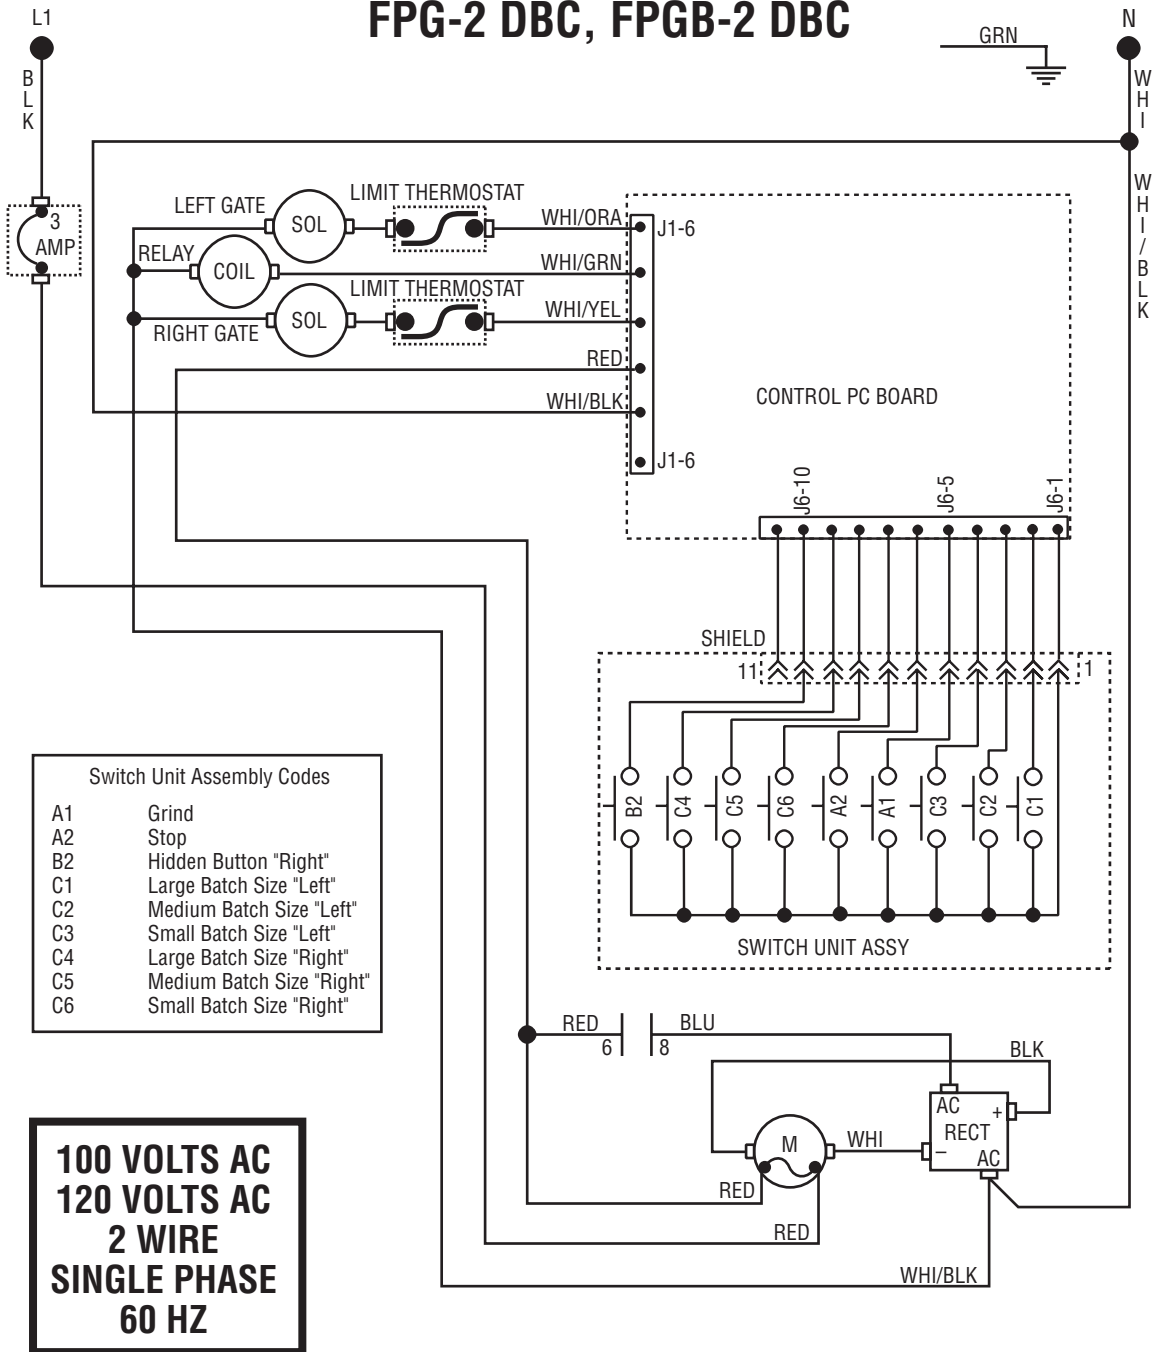 FPG-2 DBC, FPGB-2 DBC
L1
N
GRN
BLK
WHI
WHI/BLK
3
AMP
LEFT GATE
SOL
LIMIT THERMOSTAT
WHI/ORA
J1-6
RELAY
COIL
WHI/GRN
LIMIT THERMOSTAT
RIGHT GATE
SOL
WHI/YEL
RED
WHI/BLK
CONTROL PC BOARD
J1-6
J6-10
J6-5
J6-1
SHIELD
11
1
B2
C4
C5
C6
A2
A1
C3
C2
C1
SWITCH UNIT ASSY
Switch Unit Assembly Codes
A1 Grind
A2 Stop
B2 Hidden Button "Right"
C1 Large Batch Size "Left"
C2 Medium Batch Size "Left"
C3 Small Batch Size "Left"
C4 Large Batch Size "Right"
C5 Medium Batch Size "Right"
C6 Small Batch Size "Right"
RED
6
8
BLU
BLK
AC
+
RECT
–
AC
M
WHI
RED
RED
WHI/BLK
100 VOLTS AC
120 VOLTS AC
2 WIRE
SINGLE PHASE
60 HZ